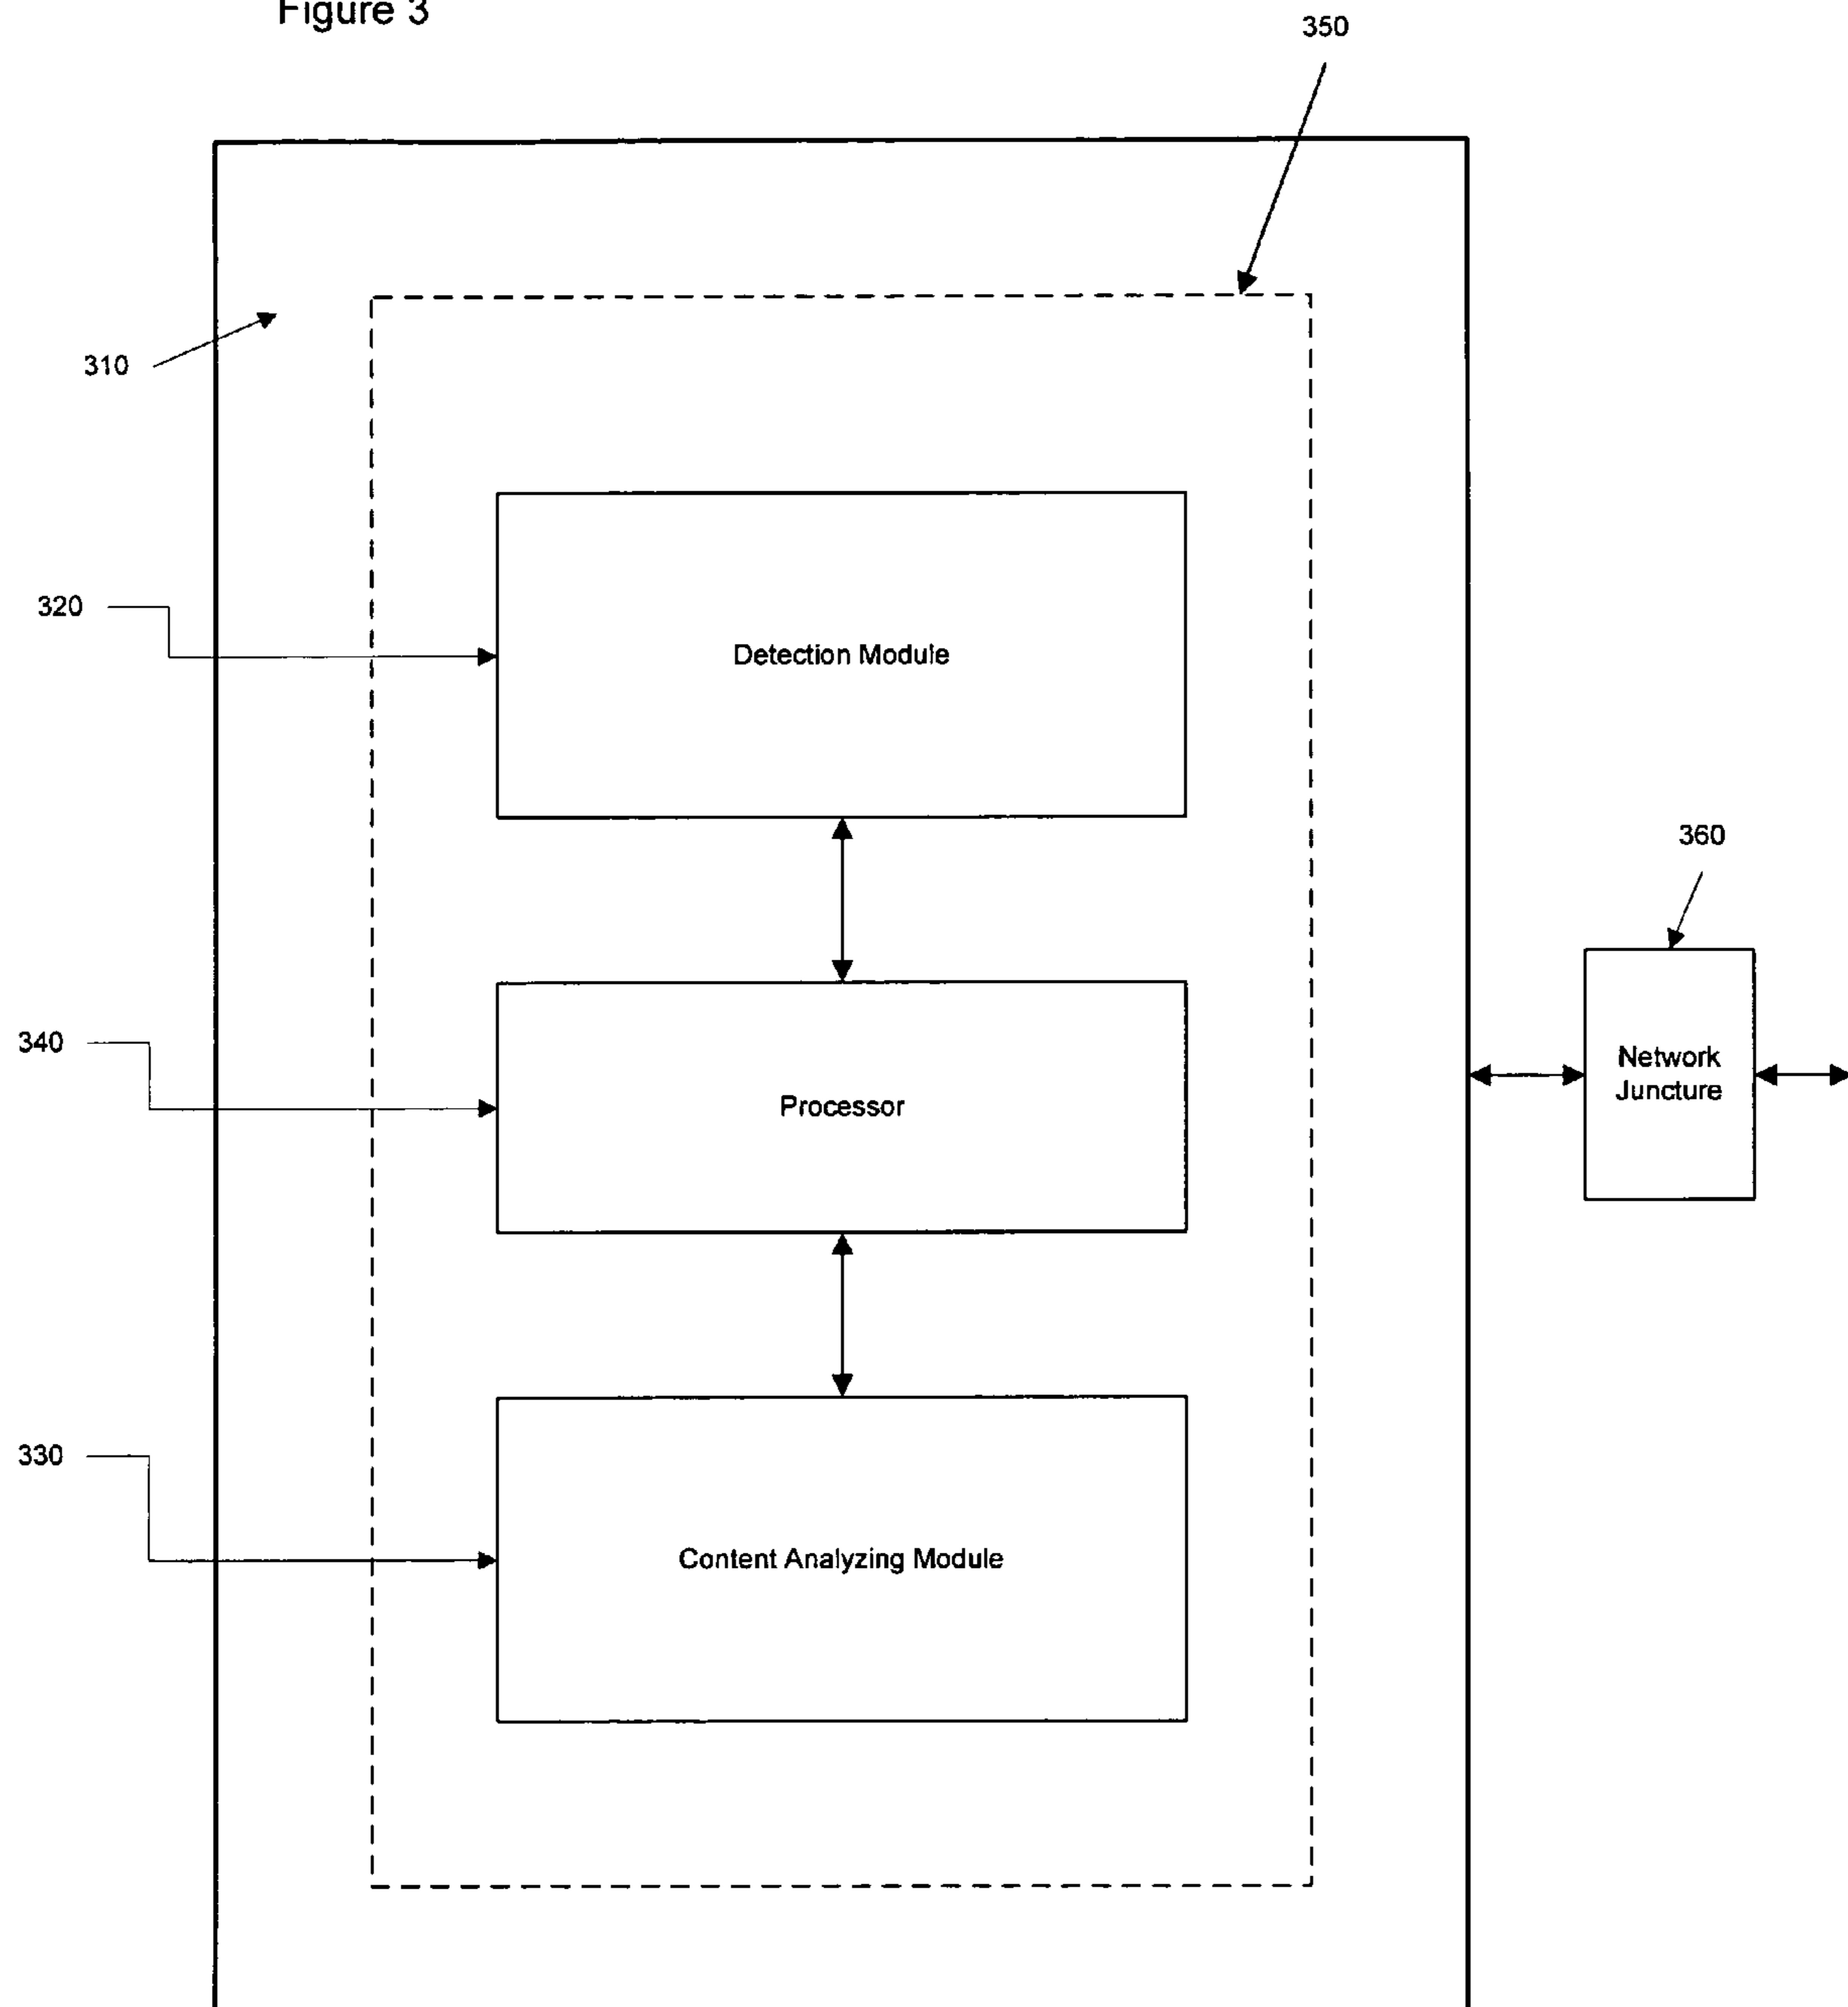 Figure 3
350
310
320
Detection Module
360
340
Network
Juncture
Processor
330
Content Analyzing Module